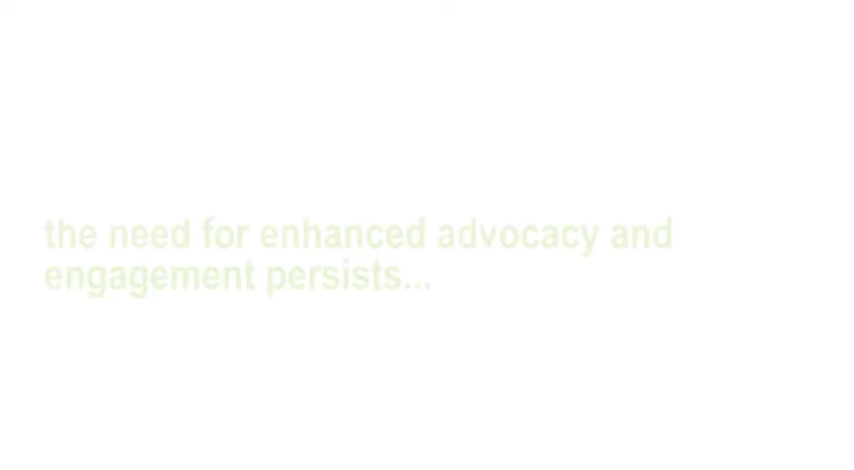 the need for enhanced advocacy and
engagement persists...